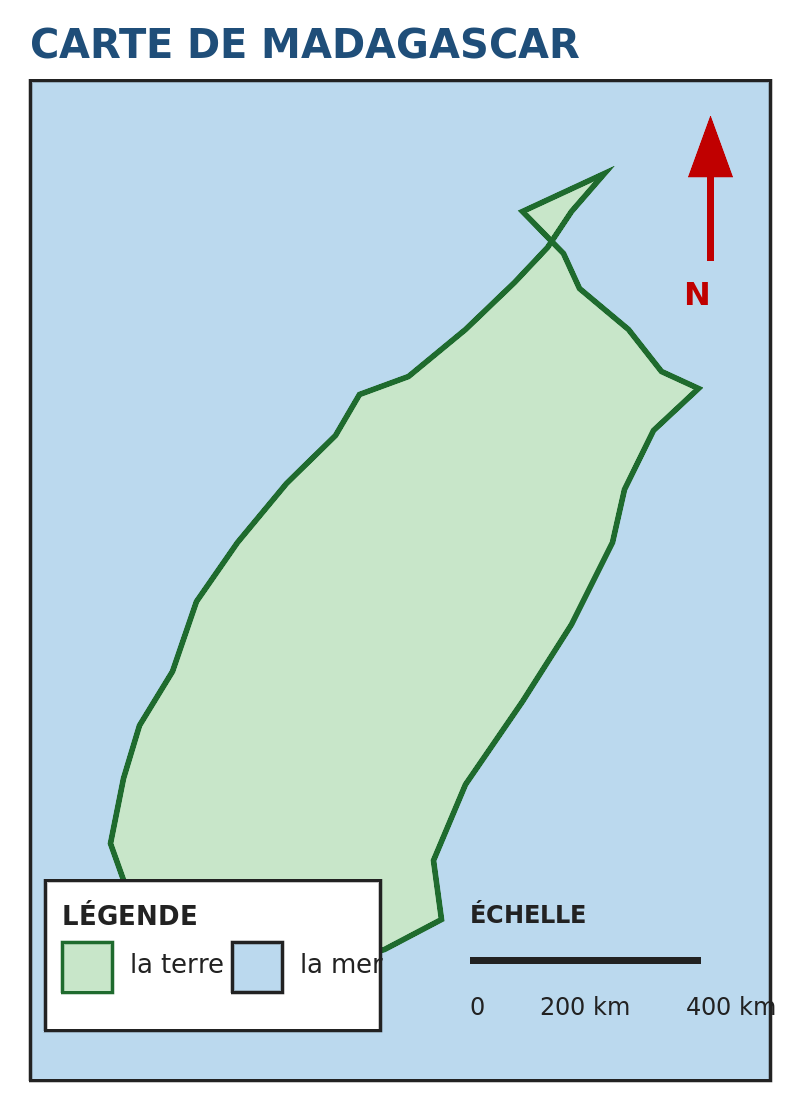 CARTE DE MADAGASCAR
N
LÉGENDE
la terre la mer
ÉCHELLE
0 200 km 400 km